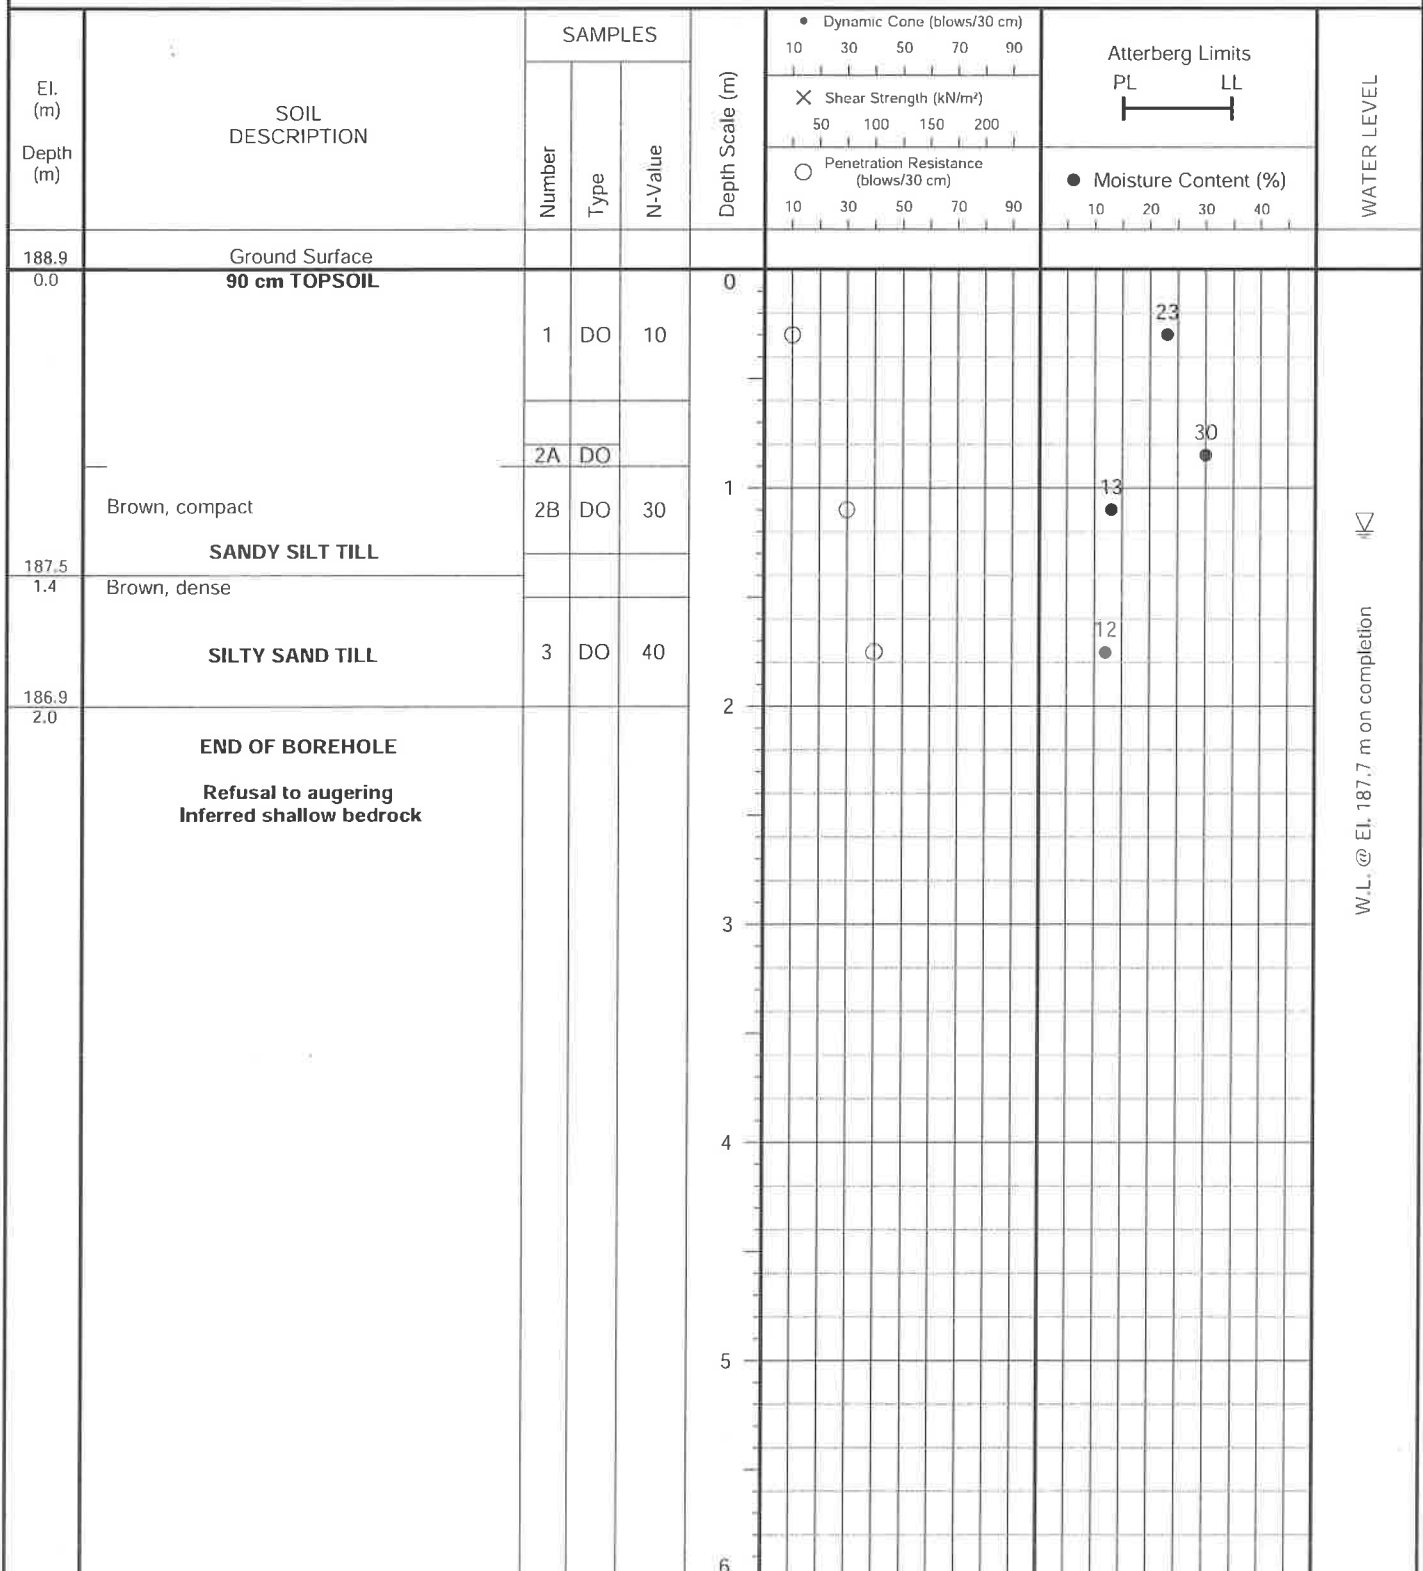 El.
(m)
Depth
(m)
SOIL
DESCRIPTION
SAMPLES
Number
Type
N-Value
Depth Scale (m)
● Dynamic Cone (blows/30 cm)
10 30 50 70 90
× Shear Strength (kN/m²)
50 100 150 200
○ Penetration Resistance
(blows/30 cm)
10 30 50 70 90
Atterberg Limits
PL LL
● Moisture Content (%)
10 20 30 40
WATER LEVEL
188.9 Ground Surface
0.0 90 cm TOPSOIL 0
23
1 DO 10
30
2A DO
1 13
Brown, compact 2B DO 30
SANDY SILT TILL
187.5
1.4 Brown, dense
12
SILTY SAND TILL 3 DO 40
186.9
2.0 2
END OF BOREHOLE
Refusal to augering
Inferred shallow bedrock
3
4
5
6
W.L. @ El. 187.7 m on completion